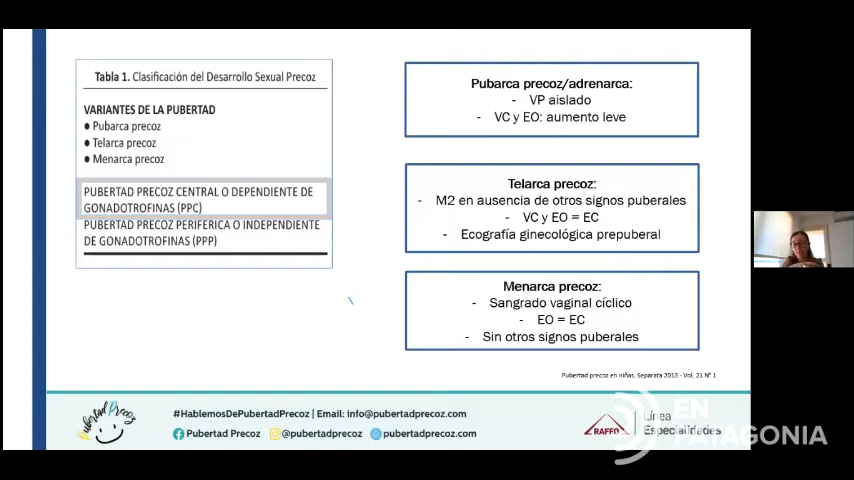 Tabla 1. Clasificación del Desarrollo Sexual Precoz
VARIANTES DE LA PUBERTAD
● Pubarca precoz
● Telarca precoz
● Menarca precoz
PUBERTAD PRECOZ CENTRAL O DEPENDIENTE DE
GONADOTROFINAS (PPC)
PUBERTAD PRECOZ PERIFERICA O INDEPENDIENTE
DE GONADOTROFINAS (PPP)
Pubarca precoz/adrenarca:
- VP aislado
- VC y EO: aumento leve
Telarca precoz:
- M2 en ausencia de otros signos puberales
- VC y EO = EC
- Ecografía ginecológica prepuberal
Menarca precoz:
- Sangrado vaginal cíclico
- EO = EC
- Sin otros signos puberales
Pubertad precoz en niñas, Separata 2013 - Vol. 21 Nº 1
Pubertad Precoz
#HablemosDePubertadPrecoz | Email: info@pubertadprecoz.com
Pubertad Precoz @pubertadprecoz pubertadprecoz.com
RAFFO
Línea
Especialidades
EN
PATAGONIA